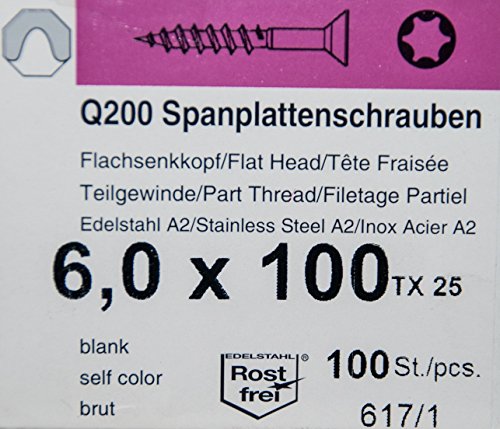 Q200 Spanplattenschrauben
Flachsenkkopf/Flat Head/Tête Fraisée
Teilgewinde/Part Thread/Filetage Partiel
Edelstahl A2/Stainless Steel A2/Inox Acier A2
6,0 x 100 TX 25
blank
self color
brut
EDELSTAHL ®
Rost
frei
100 St./pcs.
617/1